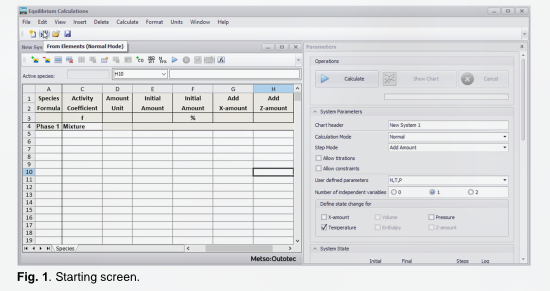 Equilibrium Calculations
File Edit View Insert Delete Calculate Format Units Window Help
From Elements (Normal Mode)
New Sys
Parameters
Active species:
H10
A C D E F G H
1 Species Activity Amount Initial Initial Add Add
2 Formula Coefficient Unit Amount Amount X-amount Z-amount
3 f %
4 Phase 1 Mixture
5
6
7
8
9
10
11
12
13
14
15
16
17
18
19
Species
Metso:Outotec
Operations
Calculate
Show Chart
Cancel
System Parameters
Chart header New System 1
Calculation Mode Normal
Step Mode Add Amount
Allow titrations
Allow constraints
User defined parameters N,T,P
Number of independent variables 0 1 2
Define state change for
X-amount Volume Pressure
Temperature Enthalpy Z-amount
System State
Initial Final Steps Log
Fig. 1. Starting screen.